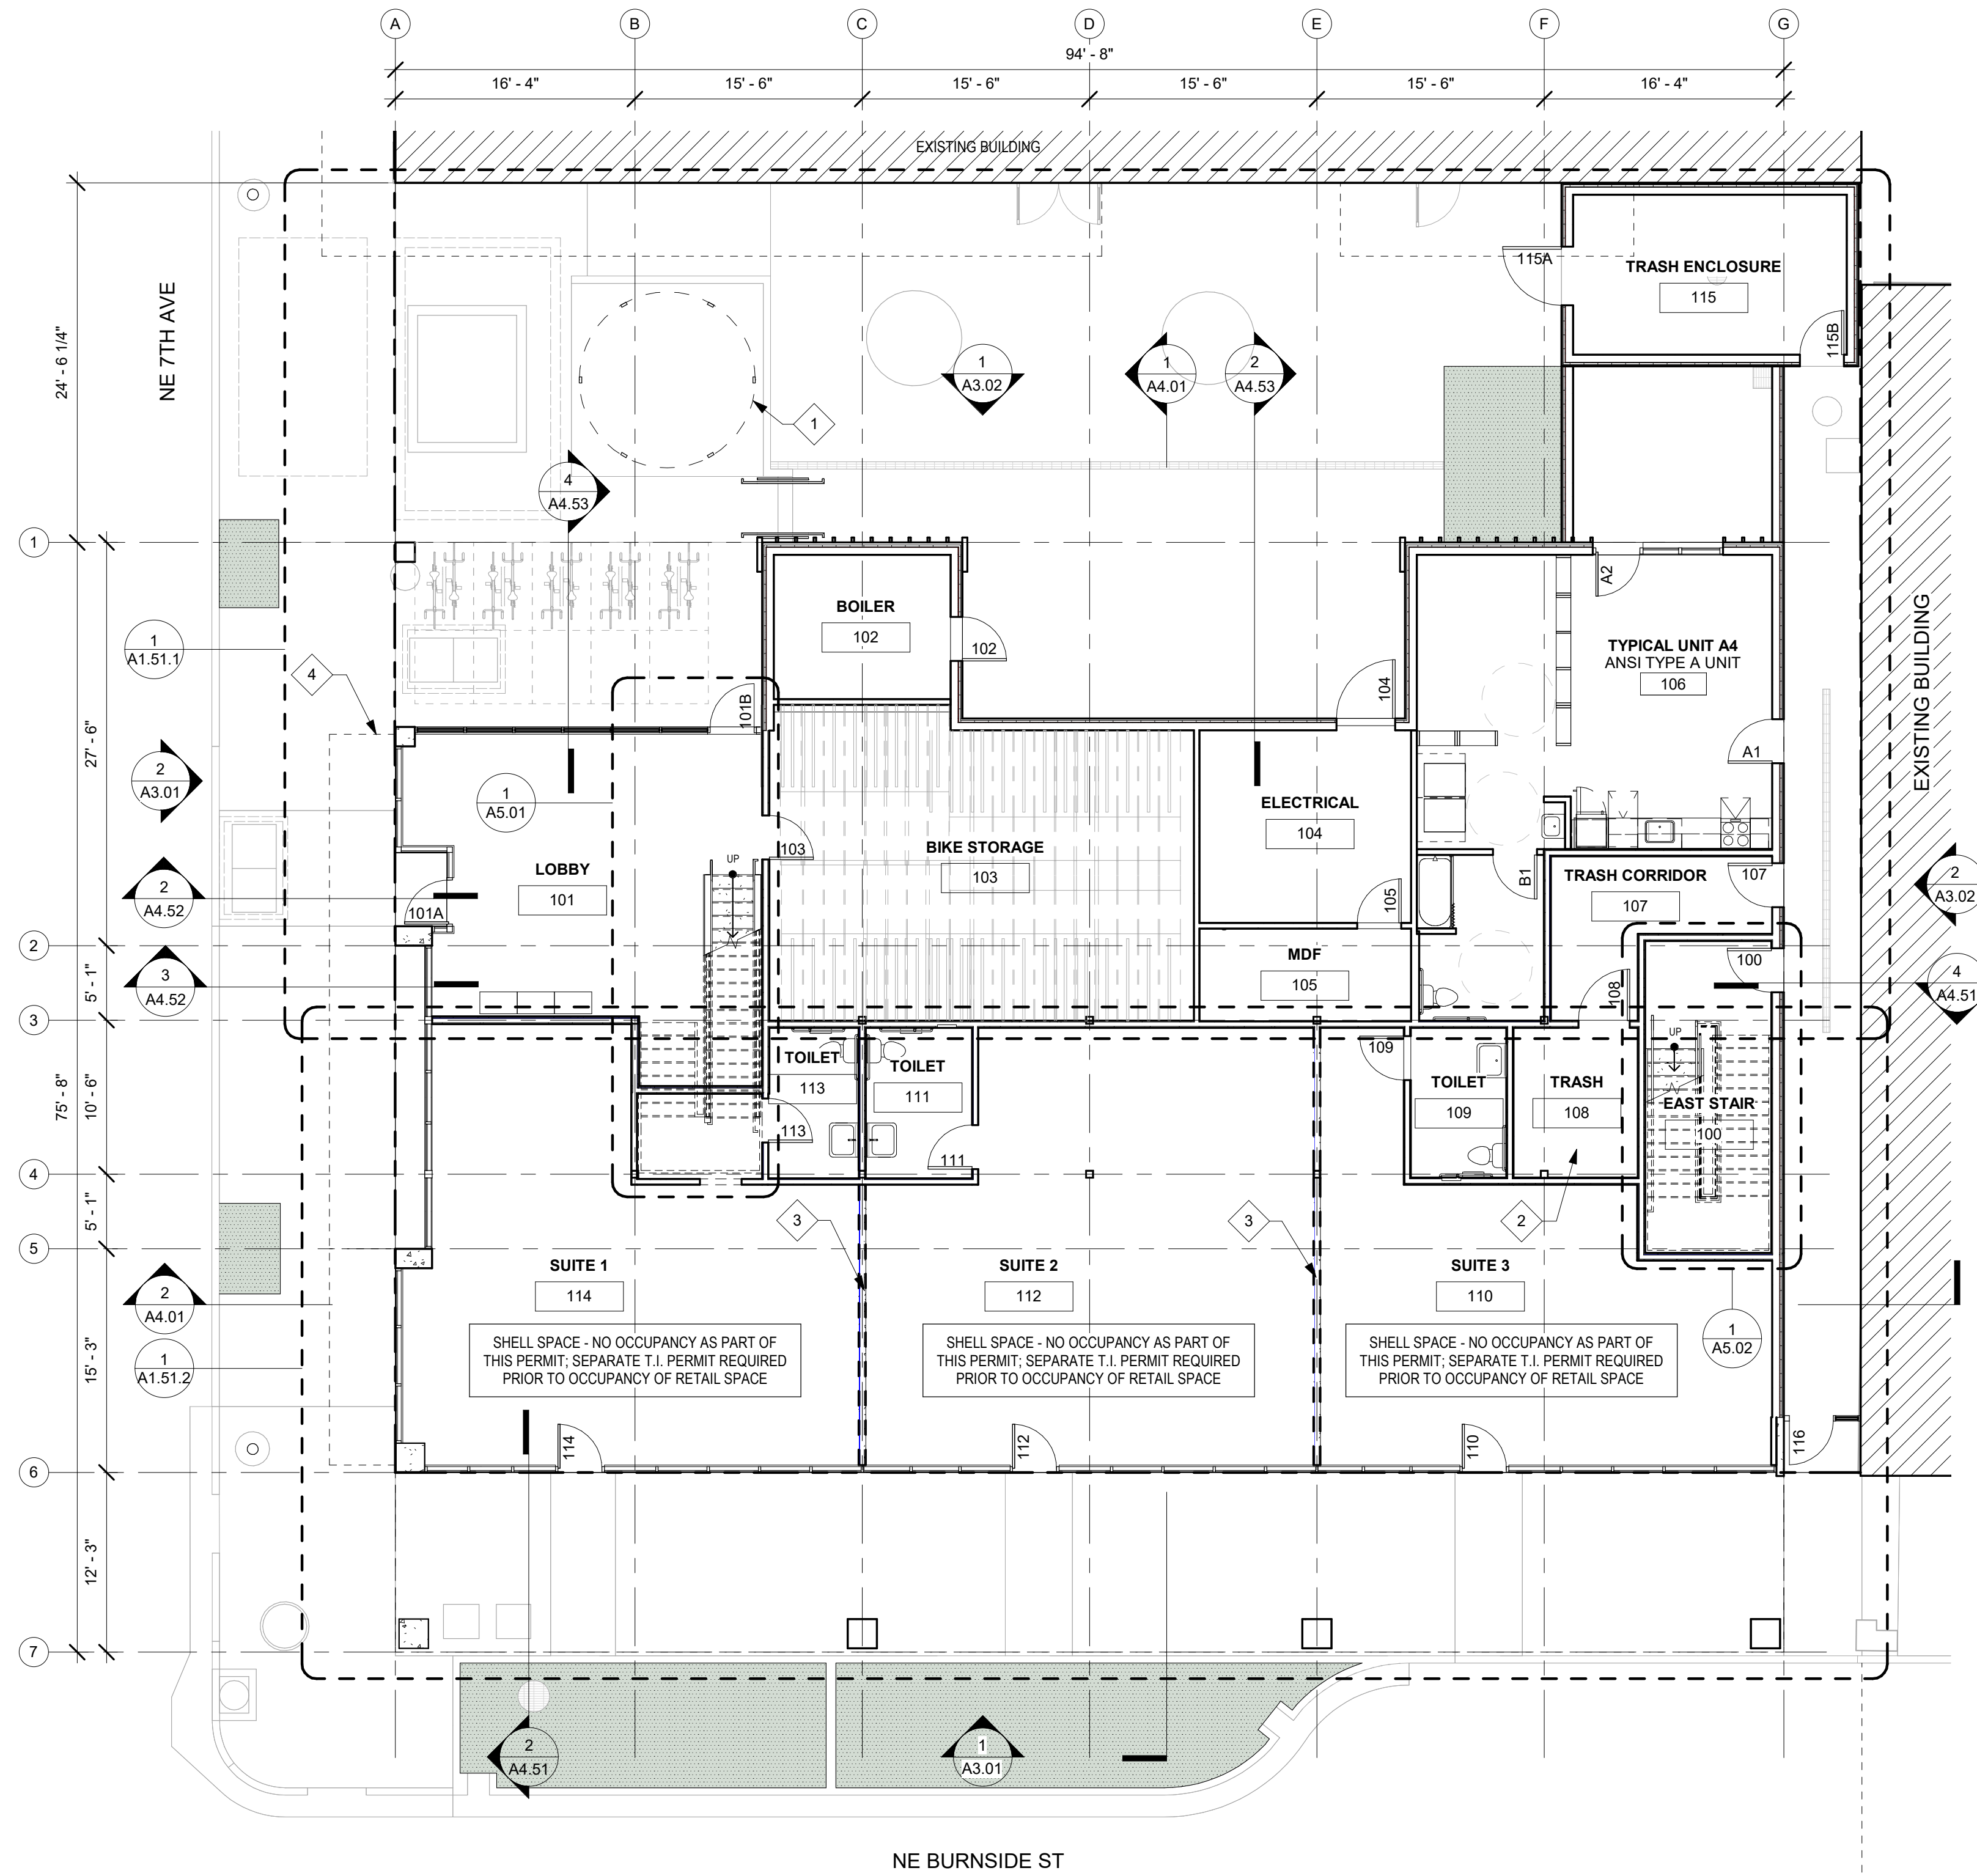 A B C D E F G
94' - 8"
16' - 4" 15' - 6" 15' - 6" 15' - 6" 15' - 6" 16' - 4"
EXISTING BUILDING
NE 7TH AVE
24' - 6 1/4"
115A
TRASH ENCLOSURE
115
115B
1
A3.02
1
A4.01
2
A4.53
1
4
A4.53
1
BOILER
102
102
A2
TYPICAL UNIT A4
ANSI TYPE A UNIT
106
EXISTING BUILDING
1
A1.51.1
4
101B
104
A1
27' - 6"
2
A3.01
1
A5.01
ELECTRICAL
104
103
BIKE STORAGE
103
UP
LOBBY
101
101A
2
A4.52
105
B1
TRASH CORRIDOR
107
107
2
A3.02
2
5' - 1"
3
A4.52
MDF
105
100
108
4
A4.51
3
75' - 8"
10' - 6"
TOILET
113
TOILET
111
109
TOILET
109
TRASH
108
UP
EAST STAIR
100
113
111
4
5' - 1"
3
3
2
5
SUITE 1
114
SUITE 2
112
SUITE 3
110
2
A4.01
15' - 3"
1
A1.51.2
SHELL SPACE - NO OCCUPANCY AS PART OF
THIS PERMIT; SEPARATE T.I. PERMIT REQUIRED
PRIOR TO OCCUPANCY OF RETAIL SPACE
SHELL SPACE - NO OCCUPANCY AS PART OF
THIS PERMIT; SEPARATE T.I. PERMIT REQUIRED
PRIOR TO OCCUPANCY OF RETAIL SPACE
SHELL SPACE - NO OCCUPANCY AS PART OF
THIS PERMIT; SEPARATE T.I. PERMIT REQUIRED
PRIOR TO OCCUPANCY OF RETAIL SPACE
1
A5.02
114
112
110
116
6
12' - 3"
7
2
A4.51
1
A3.01
NE BURNSIDE ST